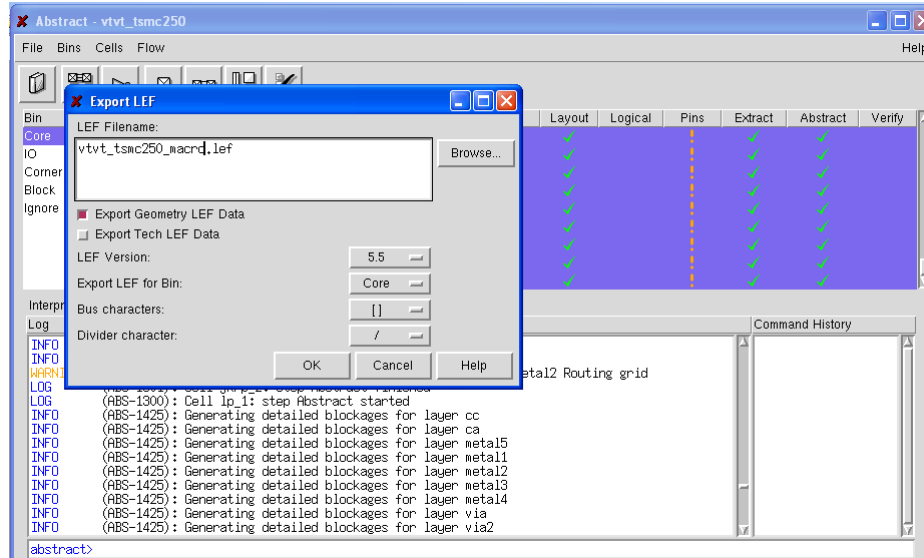 Abstract - vtvt_tsmc250
File Bins Cells Flow Help
Export LEF
Bin Layout Logical Pins Extract Abstract Verify
Core
IO
Corner
Block
Ignore
LEF Filename:
vtvt_tsmc250_macro.lef
Browse...
Export Geometry LEF Data
Export Tech LEF Data
LEF Version: 5.5
Export LEF for Bin: Core
Bus characters: []
Divider character: /
OK Cancel Help
Interpr
Log Command History
INFO
INFO
WARNI etal2 Routing grid
LOG
LOG (ABS-1300): Cell lp_1: step Abstract started
INFO (ABS-1425): Generating detailed blockages for layer cc
INFO (ABS-1425): Generating detailed blockages for layer ca
INFO (ABS-1425): Generating detailed blockages for layer metal5
INFO (ABS-1425): Generating detailed blockages for layer metal1
INFO (ABS-1425): Generating detailed blockages for layer metal2
INFO (ABS-1425): Generating detailed blockages for layer metal3
INFO (ABS-1425): Generating detailed blockages for layer metal4
INFO (ABS-1425): Generating detailed blockages for layer via
INFO (ABS-1425): Generating detailed blockages for layer via2
abstract>